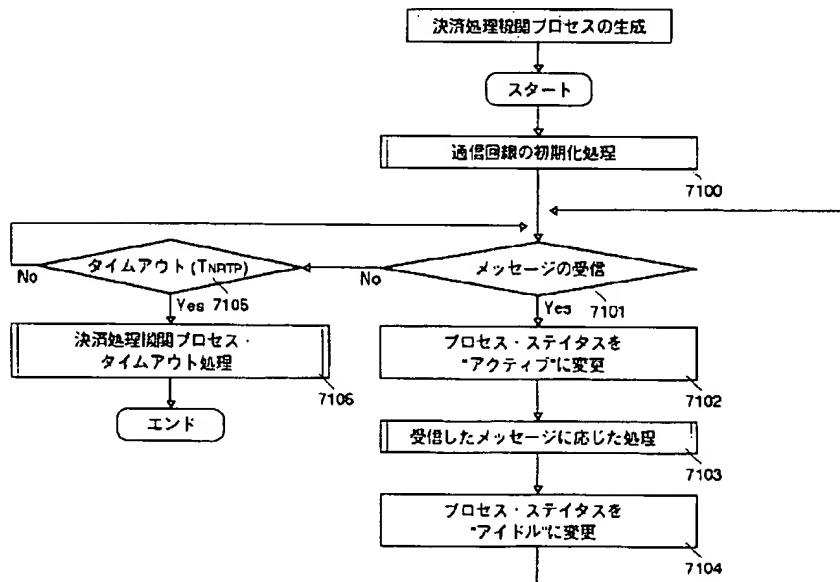 決済処理機関プロセスの生成
スタート
通信回線の初期化処理
7100
メッセージの受信
7101
No
Yes
タイムアウト (TNRTP)
7105
No
Yes
決済処理機関プロセス・
タイムアウト処理
7106
エンド
プロセス・ステイタスを
"アクティブ"に変更
7102
受信したメッセージに応じた処理
7103
プロセス・ステイタスを
"アイドル"に変更
7104